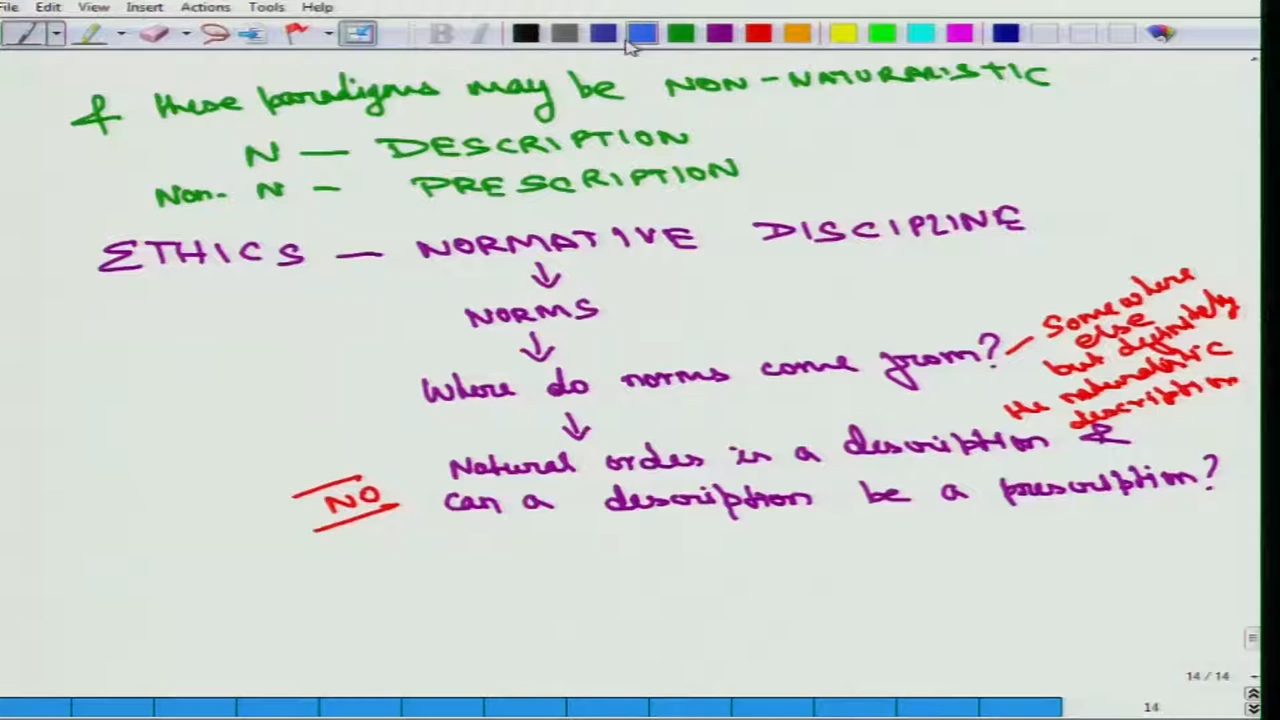 File Edit View Insert Actions Tools Help
& these paradigms may be NON-NATURALISTIC
N — DESCRIPTION
Non- N - PRESCRIPTION
ETHICS — NORMATIVE DISCIPLINE
↓
NORMS
↓
Where do norms come from? - Somewhere
else
but definitely
the naturalistic
description
↓
Natural order is a description &
NO can a description be a prescription?
14 / 14
14